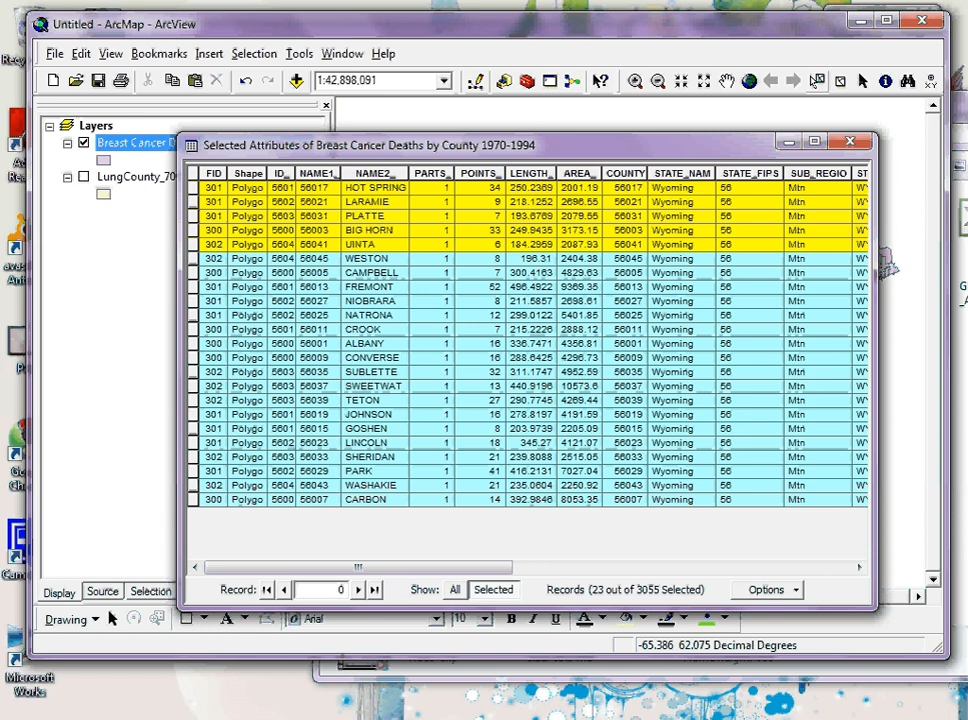 Untitled - ArcMap - ArcView
File Edit View Bookmarks Insert Selection Tools Window Help
1:42,898,091
Layers
Breast Cancer D
LungCounty_70
Selected Attributes of Breast Cancer Deaths by County 1970-1994
FID Shape ID_ NAME1_ NAME2_ PARTS_ POINTS_ LENGTH_ AREA_ COUNTY STATE_NAM STATE_FIPS SUB_REGIO ST
301 Polygo 5601 56017 HOT SPRING 1 34 250.2369 2001.19 56017 Wyoming 56 Mtn W
301 Polygo 5602 56021 LARAMIE 1 9 218.1252 2696.55 56021 Wyoming 56 Mtn W
301 Polygo 5603 56031 PLATTE 1 7 193.6769 2079.55 56031 Wyoming 56 Mtn W
300 Polygo 5600 56003 BIG HORN 1 33 249.9435 3173.15 56003 Wyoming 56 Mtn W
302 Polygo 5604 56041 UINTA 1 6 184.2959 2087.93 56041 Wyoming 56 Mtn W
302 Polygo 5604 56045 WESTON 1 8 196.31 2404.38 56045 Wyoming 56 Mtn W
300 Polygo 5600 56005 CAMPBELL 1 7 300.4163 4829.63 56005 Wyoming 56 Mtn W
301 Polygo 5601 56013 FREMONT 1 52 496.4922 9369.35 56013 Wyoming 56 Mtn W
301 Polygo 5602 56027 NIOBRARA 1 8 211.5857 2698.61 56027 Wyoming 56 Mtn W
301 Polygo 5602 56025 NATRONA 1 12 299.0122 5401.85 56025 Wyoming 56 Mtn W
300 Polygo 5601 56011 CROOK 1 7 215.2226 2888.12 56011 Wyoming 56 Mtn W
300 Polygo 5600 56001 ALBANY 1 16 336.7471 4356.81 56001 Wyoming 56 Mtn W
300 Polygo 5600 56009 CONVERSE 1 16 288.6425 4296.73 56009 Wyoming 56 Mtn W
302 Polygo 5603 56035 SUBLETTE 1 32 311.1747 4952.59 56035 Wyoming 56 Mtn W
302 Polygo 5603 56037 SWEETWAT 1 13 440.9196 10573.6 56037 Wyoming 56 Mtn W
302 Polygo 5603 56039 TETON 1 27 290.7745 4269.44 56039 Wyoming 56 Mtn W
301 Polygo 5601 56019 JOHNSON 1 16 278.8197 4191.59 56019 Wyoming 56 Mtn W
301 Polygo 5601 56015 GOSHEN 1 8 203.9739 2205.09 56015 Wyoming 56 Mtn W
301 Polygo 5602 56023 LINCOLN 1 18 345.27 4121.07 56023 Wyoming 56 Mtn W
302 Polygo 5603 56033 SHERIDAN 1 21 239.8088 2515.05 56033 Wyoming 56 Mtn W
301 Polygo 5602 56029 PARK 1 41 416.2131 7027.04 56029 Wyoming 56 Mtn W
302 Polygo 5604 56043 WASHAKIE 1 21 235.0604 2250.92 56043 Wyoming 56 Mtn W
300 Polygo 5600 56007 CARBON 1 14 392.9846 8053.35 56007 Wyoming 56 Mtn W
Record: 0 Show: All Selected Records (23 out of 3055 Selected) Options
Display Source Selection
Drawing A Arial 10 B I U A
-65.386 62.075 Decimal Degrees
Microsoft
Works